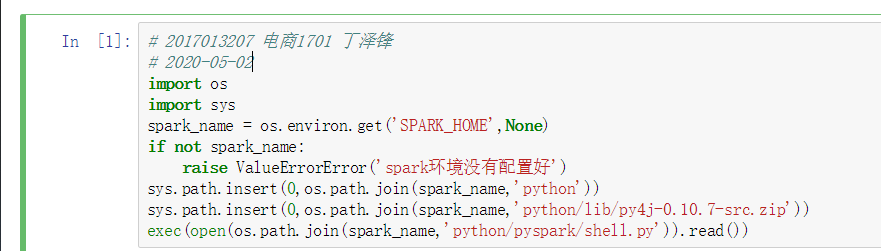 In [1]:
# 2017013207 电商1701 丁泽锋
# 2020-05-02
import os
import sys
spark_name = os.environ.get('SPARK_HOME',None)
if not spark_name:
    raise ValueErrorError('spark环境没有配置好')
sys.path.insert(0,os.path.join(spark_name,'python'))
sys.path.insert(0,os.path.join(spark_name,'python/lib/py4j-0.10.7-src.zip'))
exec(open(os.path.join(spark_name,'python/pyspark/shell.py')).read())